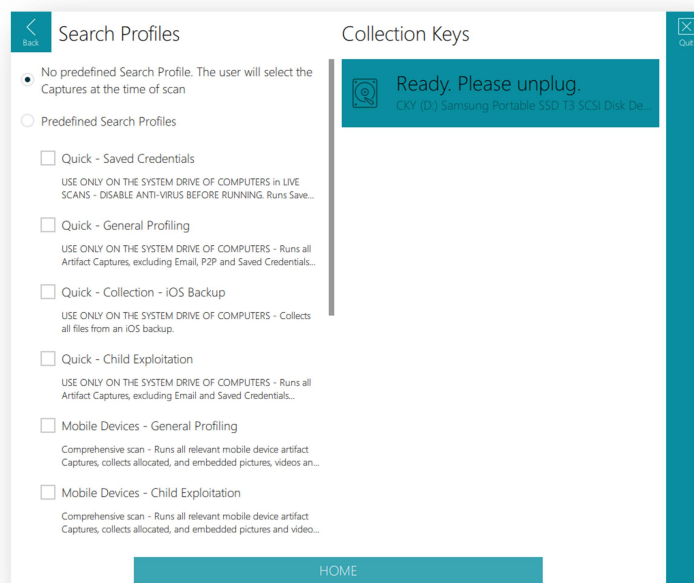 Back
Search Profiles
No predefined Search Profile. The user will select the
Captures at the time of scan
Predefined Search Profiles
Quick - Saved Credentials
USE ONLY ON THE SYSTEM DRIVE OF COMPUTERS in LIVE
SCANS - DISABLE ANTI-VIRUS BEFORE RUNNING. Runs Save...
Quick - General Profiling
USE ONLY ON THE SYSTEM DRIVE OF COMPUTERS - Runs all
Artifact Captures, excluding Email, P2P and Saved Credentials...
Quick - Collection - iOS Backup
USE ONLY ON THE SYSTEM DRIVE OF COMPUTERS - Collects
all files from an iOS backup.
Quick - Child Exploitation
USE ONLY ON THE SYSTEM DRIVE OF COMPUTERS - Runs all
Artifact Captures, excluding Email and Saved Credentials...
Mobile Devices - General Profiling
Comprehensive scan - Runs all relevant mobile device artifact
Captures, collects allocated, and embedded pictures, videos an...
Mobile Devices - Child Exploitation
Comprehensive scan - Runs all relevant mobile device artifact
Captures, collects allocated, and embedded pictures and video...
Collection Keys
Ready. Please unplug.
CKY (D:) Samsung Portable SSD T3 SCSI Disk De...
Quit
HOME